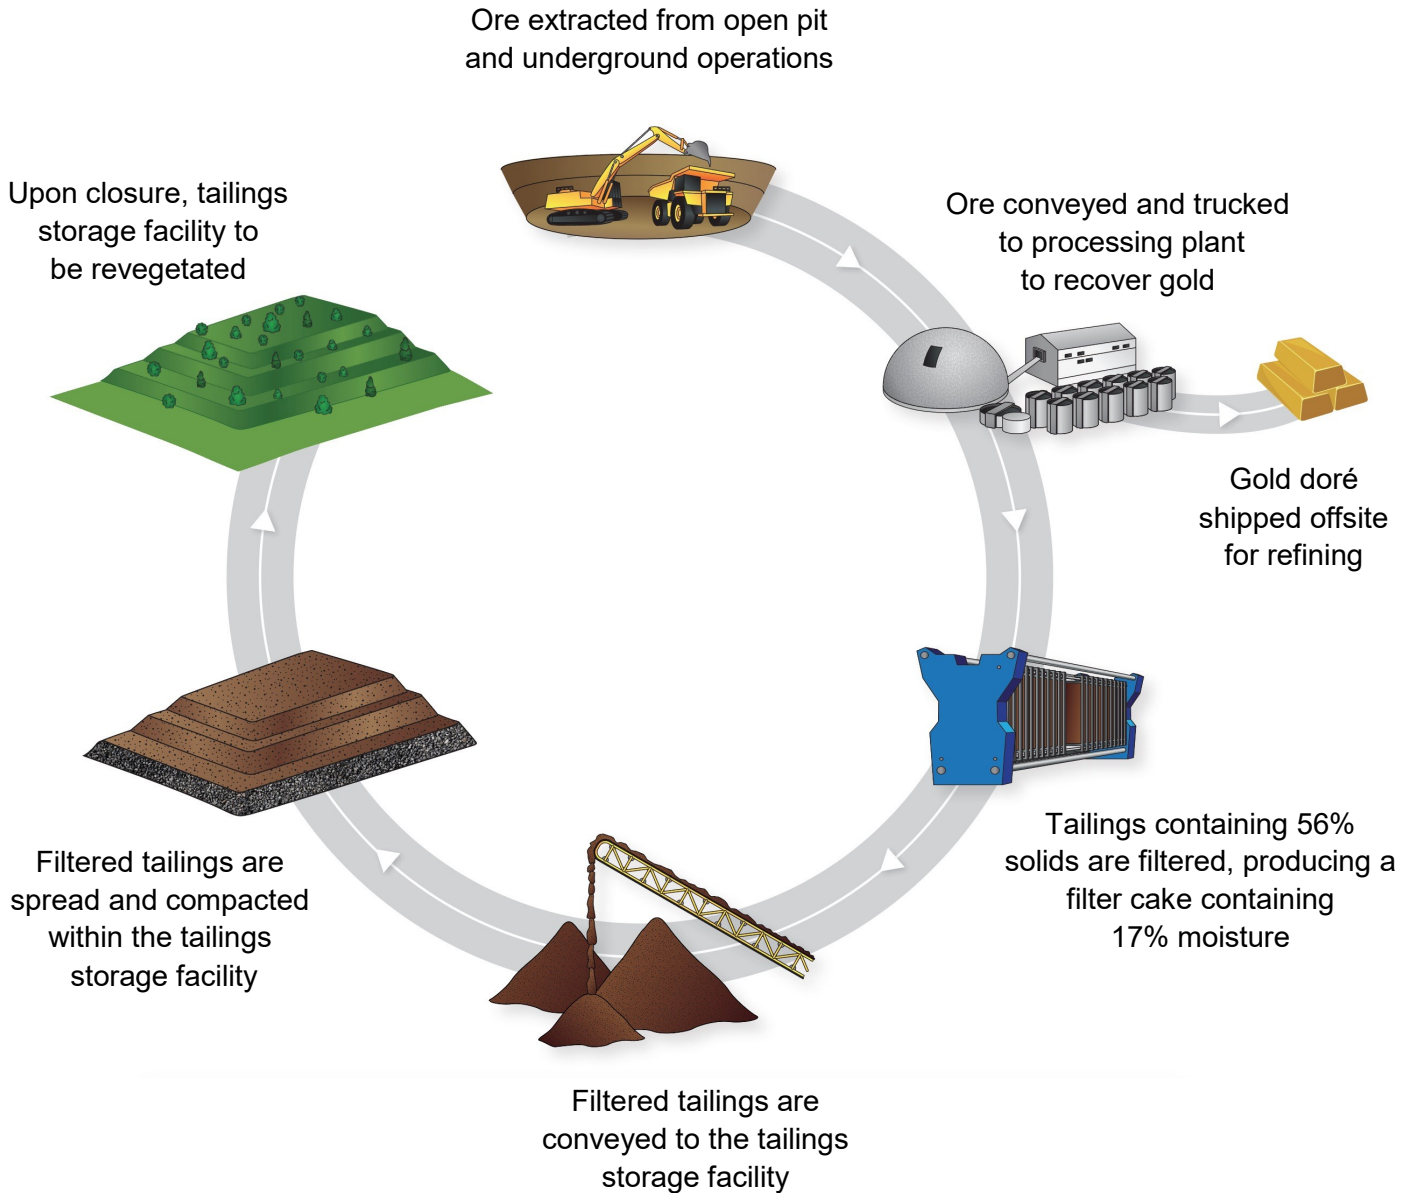 Ore extracted from open pit
and underground operations
Ore conveyed and trucked
to processing plant
to recover gold
Gold doré
shipped offsite
for refining
Tailings containing 56%
solids are filtered, producing a
filter cake containing
17% moisture
Filtered tailings are
conveyed to the tailings
storage facility
Filtered tailings are
spread and compacted
within the tailings
storage facility
Upon closure, tailings
storage facility to
be revegetated